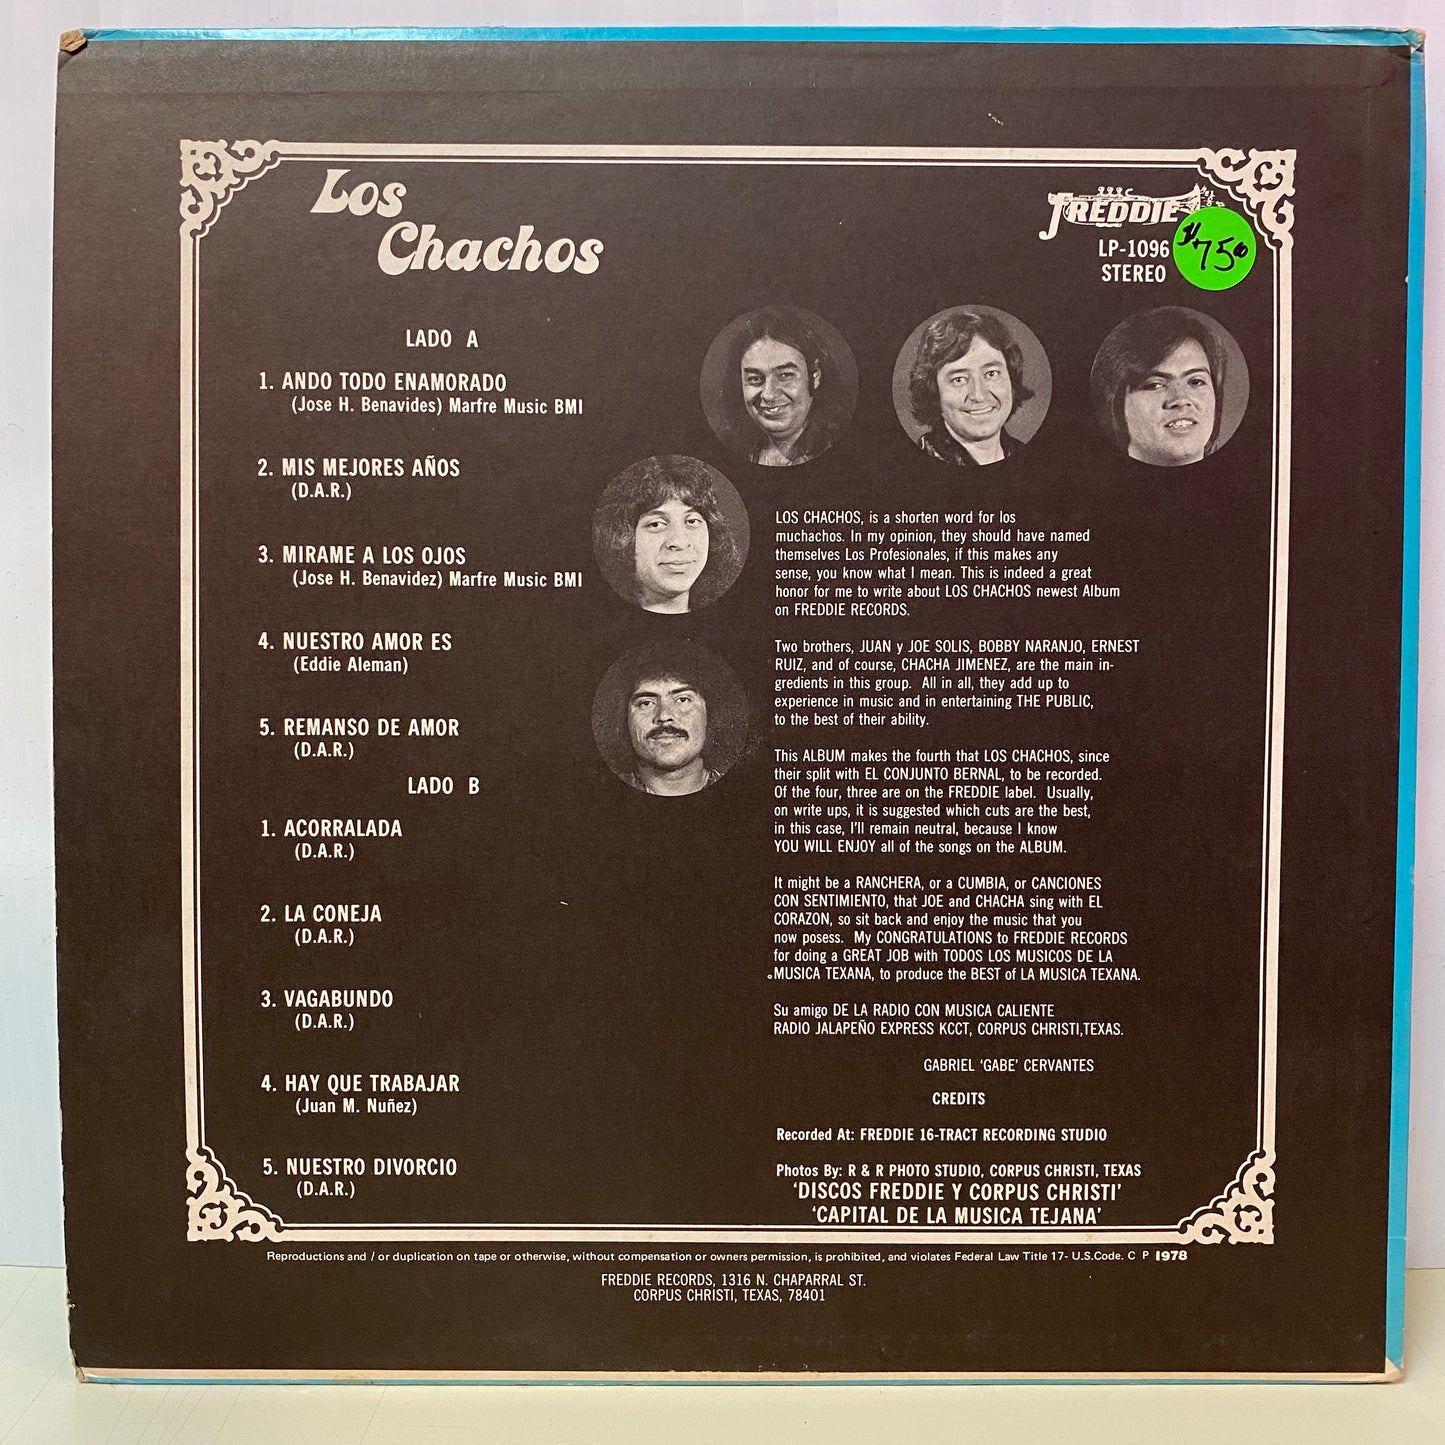 Los
Chachos
FREDDIE
LP-1096
STEREO
$75.00
LADO A
1. ANDO TODO ENAMORADO
(Jose H. Benavides) Marfre Music BMI
2. MIS MEJORES AÑOS
(D.A.R.)
3. MIRAME A LOS OJOS
(Jose H. Benavidez) Marfre Music BMI
4. NUESTRO AMOR ES
(Eddie Aleman)
5. REMANSO DE AMOR
(D.A.R.)
LADO B
1. ACORRALADA
(D.A.R.)
2. LA CONEJA
(D.A.R.)
3. VAGABUNDO
(D.A.R.)
4. HAY QUE TRABAJAR
(Juan M. Nuñez)
5. NUESTRO DIVORCIO
(D.A.R.)
LOS CHACHOS, is a shorten word for los
muchachos. In my opinion, they should have named
themselves Los Profesionales, if this makes any
sense, you know what I mean. This is indeed a great
honor for me to write about LOS CHACHOS newest Album
on FREDDIE RECORDS.
Two brothers, JUAN y JOE SOLIS, BOBBY NARANJO, ERNEST
RUIZ, and of course, CHACHA JIMENEZ, are the main in-
gredients in this group. All in all, they add up to
experience in music and in entertaining THE PUBLIC,
to the best of their ability.
This ALBUM makes the fourth that LOS CHACHOS, since
their split with EL CONJUNTO BERNAL, to be recorded.
Of the four, three are on the FREDDIE label. Usually,
on write ups, it is suggested which cuts are the best,
in this case, I'll remain neutral, because I know
YOU WILL ENJOY all of the songs on the ALBUM.
It might be a RANCHERA, or a CUMBIA, or CANCIONES
CON SENTIMIENTO, that JOE and CHACHA sing with EL
CORAZON, so sit back and enjoy the music that you
now posess. My CONGRATULATIONS to FREDDIE RECORDS
for doing a GREAT JOB with TODOS LOS MUSICOS DE LA
MUSICA TEXANA, to produce the BEST of LA MUSICA TEXANA.
Su amigo DE LA RADIO CON MUSICA CALIENTE
RADIO JALAPEÑO EXPRESS KCCT, CORPUS CHRISTI,TEXAS.
GABRIEL 'GABE' CERVANTES
CREDITS
Recorded At: FREDDIE 16-TRACT RECORDING STUDIO
Photos By: R & R PHOTO STUDIO, CORPUS CHRISTI, TEXAS
'DISCOS FREDDIE Y CORPUS CHRISTI'
'CAPITAL DE LA MUSICA TEJANA'
Reproductions and / or duplication on tape or otherwise, without compensation or owners permission, is prohibited, and violates Federal Law Title 17- U.S.Code. C P 1978
FREDDIE RECORDS, 1316 N. CHAPARRAL ST.
CORPUS CHRISTI, TEXAS, 78401